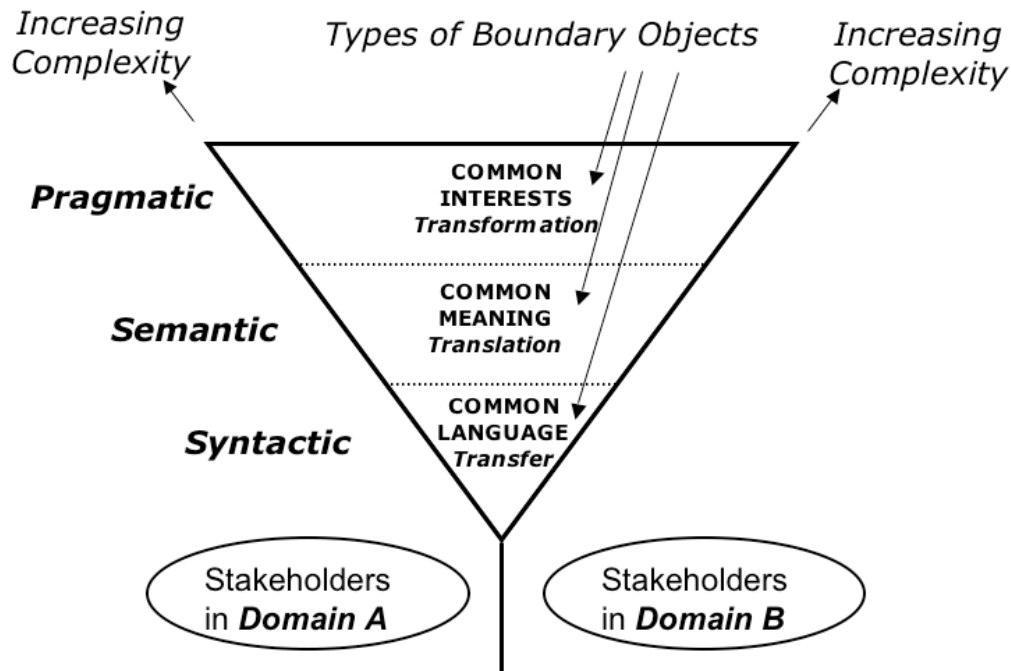 Increasing
Complexity
Types of Boundary Objects
Increasing
Complexity
Pragmatic
COMMON
INTERESTS
Transformation
Semantic
COMMON
MEANING
Translation
Syntactic
COMMON
LANGUAGE
Transfer
Stakeholders
in Domain A
Stakeholders
in Domain B